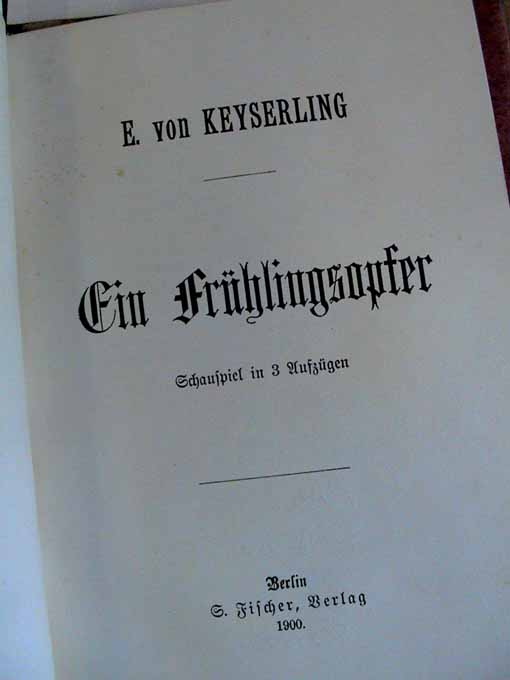 E. von KEYSERLING
Ein Frühlingsopfer
Schauſpiel in 3 Aufzügen
Berlin
S. Fiſcher, Verlag
1900.